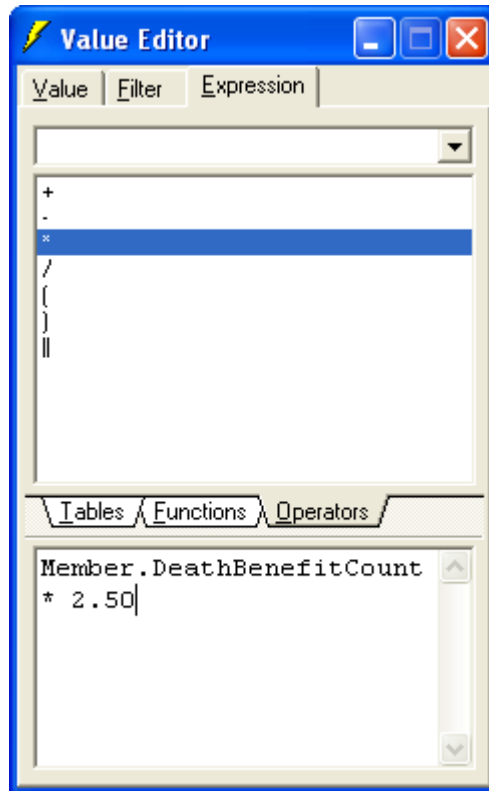 Value Editor
Value Filter Expression
+
-
*
/
(
)
||
Tables Functions Operators
Member.DeathBenefitCount
* 2.50